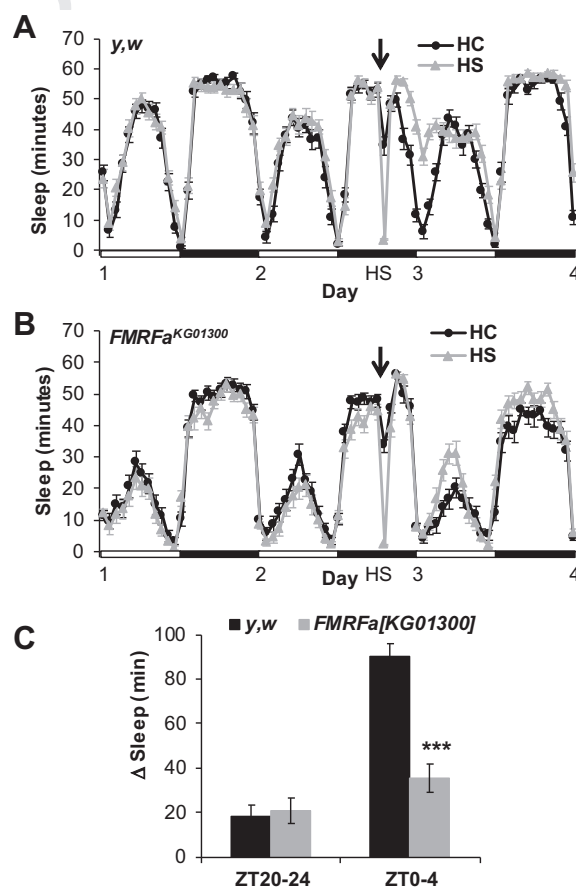 A
y,w
HC
HS
70
60
50
40
30
20
10
0
Sleep (minutes)
1 2 HS 3 4
Day
B
FMRFa^KG01300
HC
HS
70
60
50
40
30
20
10
0
Sleep (minutes)
1 2 HS 3 4
Day
C
y,w FMRFa[KG01300]
100
80
60
40
20
0
Δ Sleep (min)
***
ZT20-24 ZT0-4